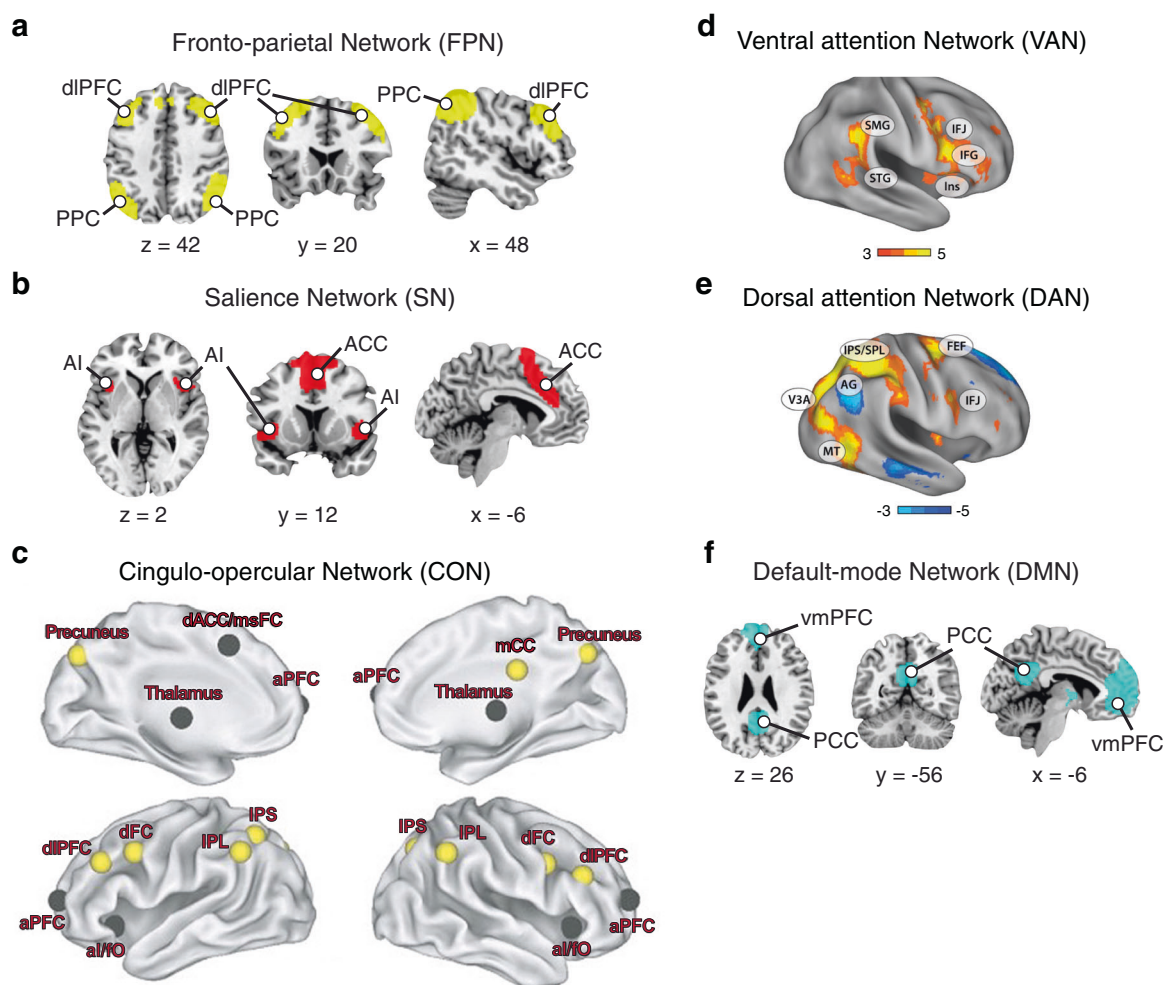 a
Fronto-parietal Network (FPN)
dlPFC
dlPFC
PPC
dlPFC
PPC
PPC
z = 42
y = 20
x = 48
b
Salience Network (SN)
AI
AI
ACC
AI
ACC
z = 2
y = 12
x = -6
c
Cingulo-opercular Network (CON)
Precuneus
dACC/msFC
Thalamus
aPFC
aPFC
mCC
Thalamus
Precuneus
dlPFC
dFC
IPL
IPS
aPFC
aI/fO
IPS
IPL
dFC
dlPFC
aPFC
aI/fO
d
Ventral attention Network (VAN)
SMG
IFJ
IFG
STG
Ins
3
5
e
Dorsal attention Network (DAN)
IPS/SPL
FEF
AG
V3A
IFJ
MT
-3
-5
f
Default-mode Network (DMN)
vmPFC
PCC
PCC
vmPFC
z = 26
y = -56
x = -6